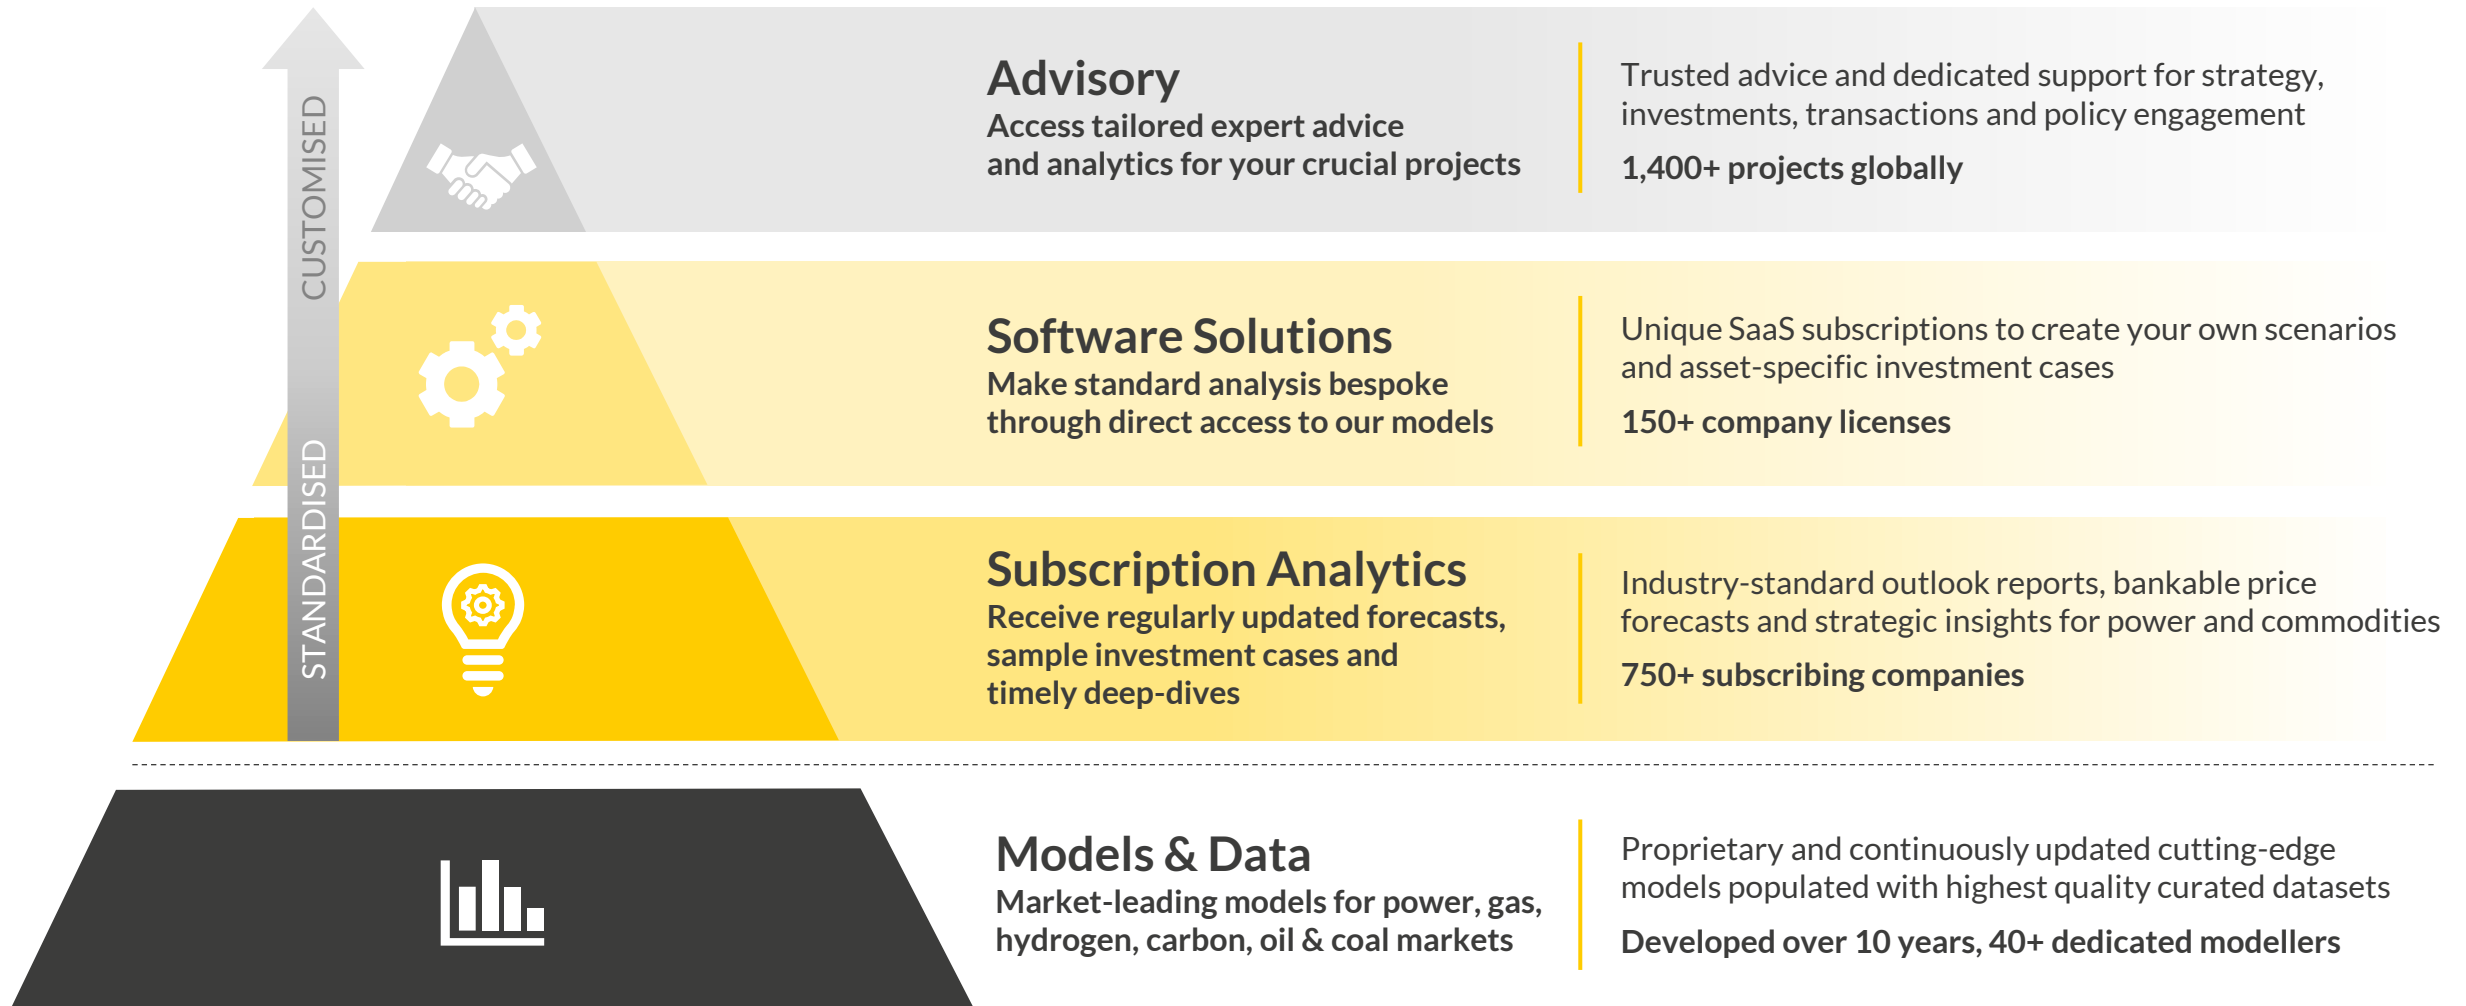 CUSTOMISED
STANDARDISED
Advisory
Access tailored expert advice
and analytics for your crucial projects
Trusted advice and dedicated support for strategy,
investments, transactions and policy engagement
1,400+ projects globally
Software Solutions
Make standard analysis bespoke
through direct access to our models
Unique SaaS subscriptions to create your own scenarios
and asset-specific investment cases
150+ company licenses
Subscription Analytics
Receive regularly updated forecasts,
sample investment cases and
timely deep-dives
Industry-standard outlook reports, bankable price
forecasts and strategic insights for power and commodities
750+ subscribing companies
Models & Data
Market-leading models for power, gas,
hydrogen, carbon, oil & coal markets
Proprietary and continuously updated cutting-edge
models populated with highest quality curated datasets
Developed over 10 years, 40+ dedicated modellers